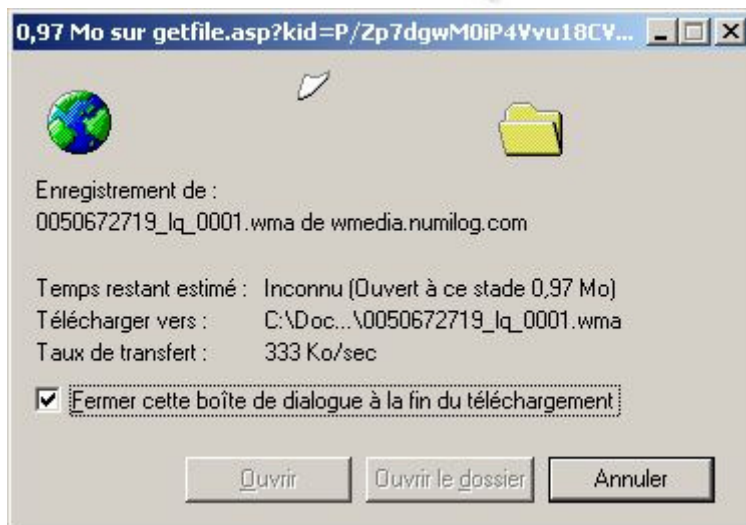 0,97 Mo sur getfile.asp?kid=P/Zp7dgwM0iP4Vvu18CV...
Enregistrement de :
0050672719_lq_0001.wma de wmedia.numilog.com
Temps restant estimé : Inconnu (Ouvert à ce stade 0,97 Mo)
Télécharger vers : C:\Doc...\0050672719_lq_0001.wma
Taux de transfert : 333 Ko/sec
Fermer cette boîte de dialogue à la fin du téléchargement
Ouvrir Ouvrir le dossier Annuler